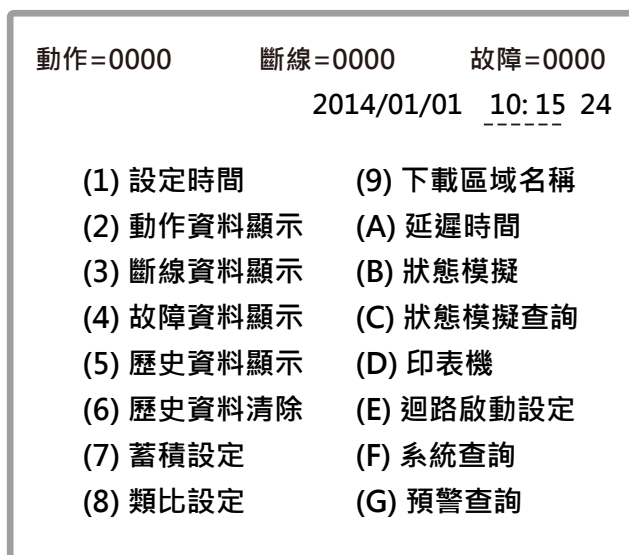 動作=0000 斷線=0000 故障=0000
2014/01/01 10:15 24
(1) 設定時間 (9) 下載區域名稱
(2) 動作資料顯示 (A) 延遲時間
(3) 斷線資料顯示 (B) 狀態模擬
(4) 故障資料顯示 (C) 狀態模擬查詢
(5) 歷史資料顯示 (D) 印表機
(6) 歷史資料清除 (E) 迴路啟動設定
(7) 蓄積設定 (F) 系統查詢
(8) 類比設定 (G) 預警查詢